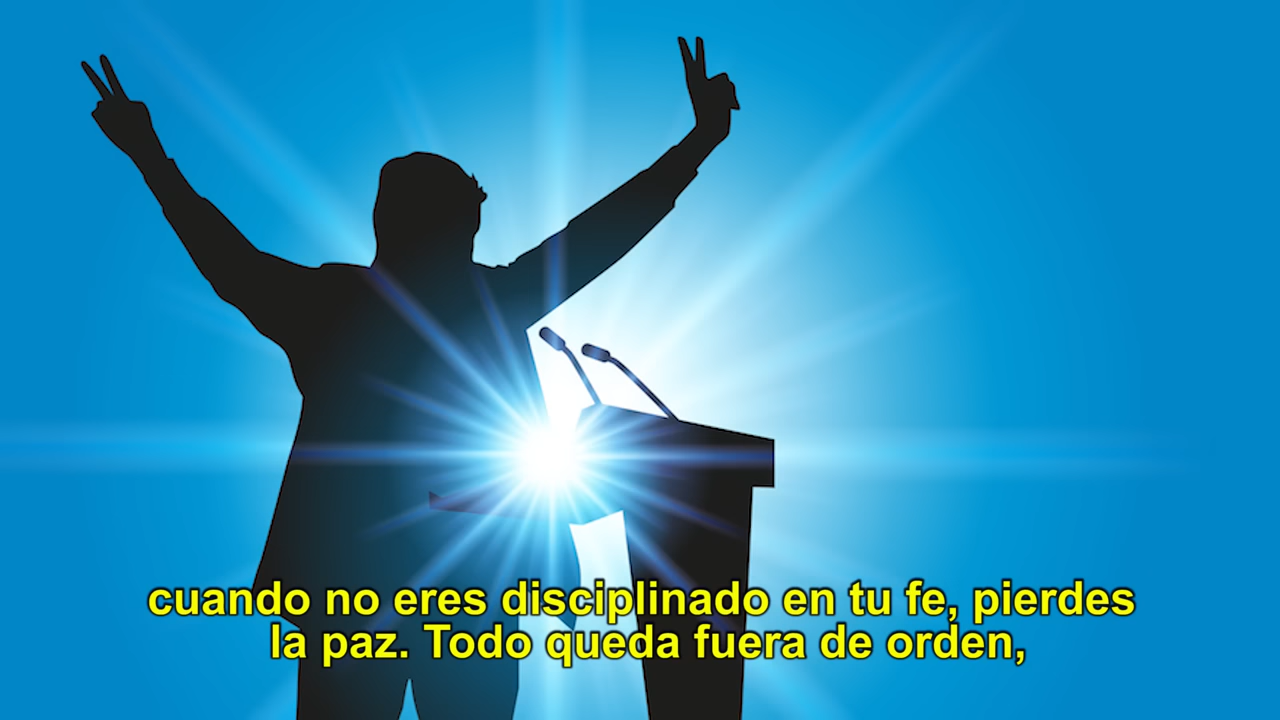 cuando no eres disciplinado en tu fe, pierdes
la paz. Todo queda fuera de orden,